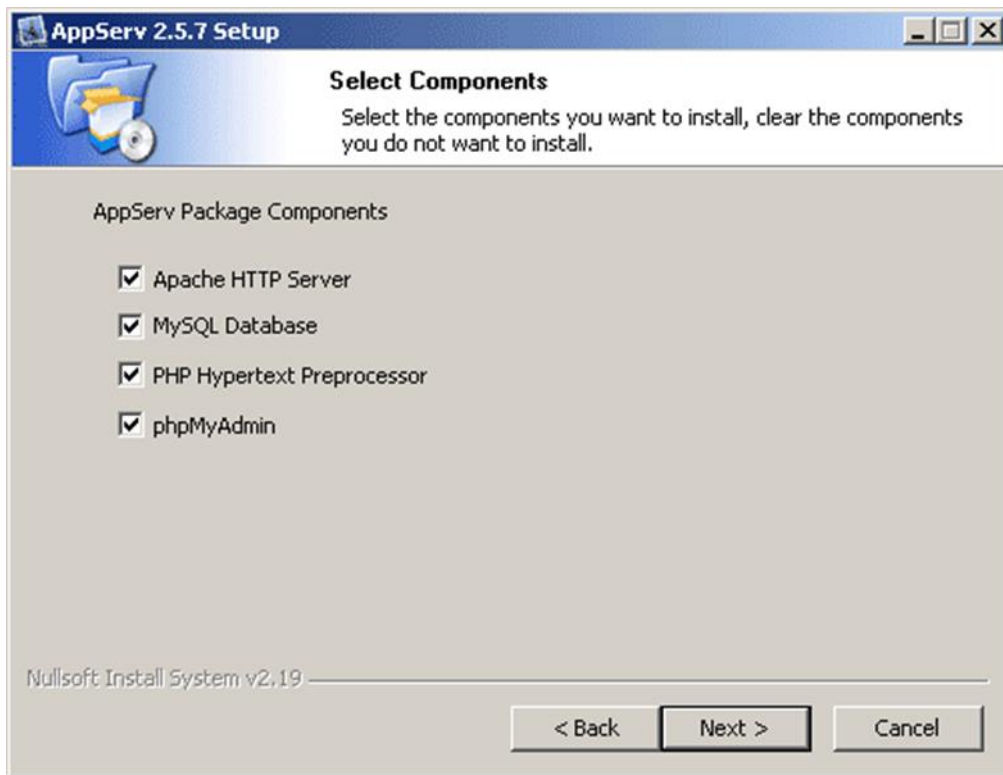 AppServ 2.5.7 Setup
Select Components
Select the components you want to install, clear the components
you do not want to install.
AppServ Package Components
Apache HTTP Server
MySQL Database
PHP Hypertext Preprocessor
phpMyAdmin
Nullsoft Install System v2.19
< Back
Next >
Cancel